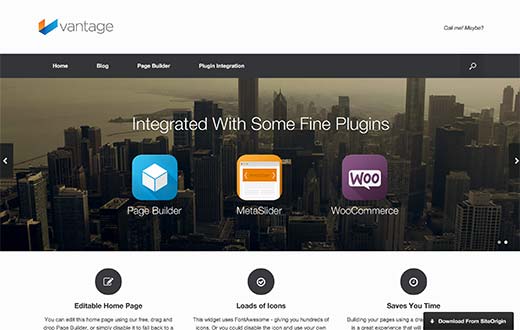 vantage
Call me! Maybe?
Home Blog Page Builder Plugin Integration
Integrated With Some Fine Plugins
WOO
Page Builder MetaSlider WooCommerce
Editable Home Page Loads of Icons Saves You Time
You can edit this home page using our free, drag and This widget uses FontAwesome - giving you hundreds of Building your pages using a
drop Page Builder, or simply disable it to fall back to a icons. Or you could disable the icon and use your own is a great experience that will
Download From SiteOrigin